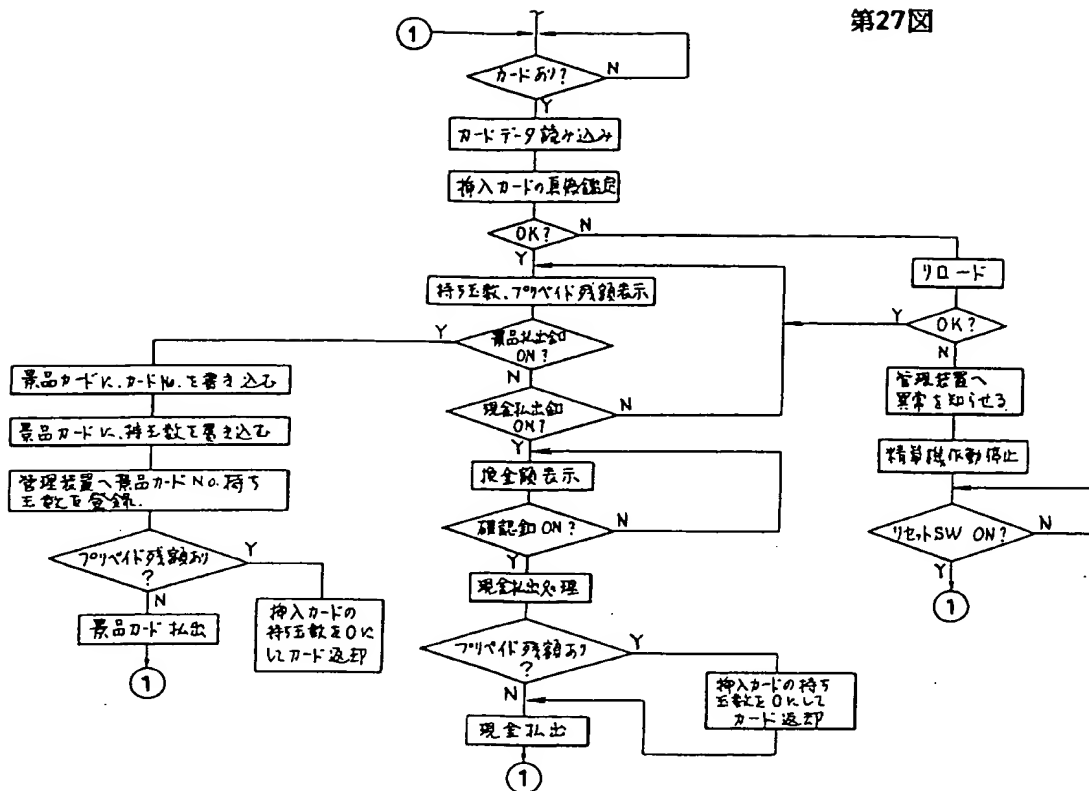 第27図
1
カードあり?
N
Y
カードデータ読み込み
挿入カードの真偽鑑定
OK?
N
Y
リロード
持ち玉数、プリペイド残額表示
OK?
Y
N
景品払出釦
ON?
Y
N
管理装置へ
異常を知らせる
景品カードに、カードNo.を書き込む
現金払出釦
ON?
N
Y
景品カードに、持玉数を書き込む
精算機作動停止
換金額表示
管理装置へ景品カードNo.持ち
玉数を登録.
確認釦ON?
N
Y
リセットSW ON?
N
Y
1
プリペイド残額あり
?
Y
N
現金払出処理
挿入カードの
持ち玉数を0に
してカード返却
景品カード払出
1
プリペイド残額あり
?
Y
N
挿入カードの持ち
玉数を0にして
カード返却
現金払出
1